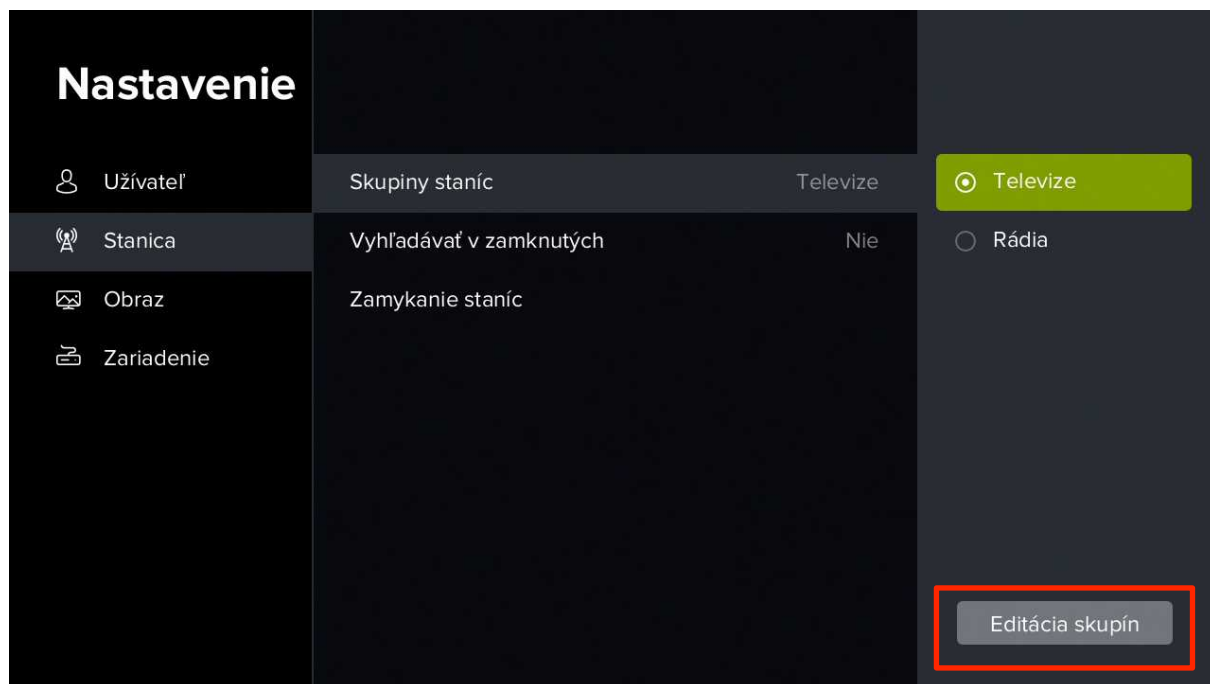 Nastavenie
Užívateľ
Stanica
Obraz
Zariadenie
Skupiny staníc Televize
Vyhľadávať v zamknutých Nie
Zamykanie staníc
Televize
Rádia
Editácia skupín